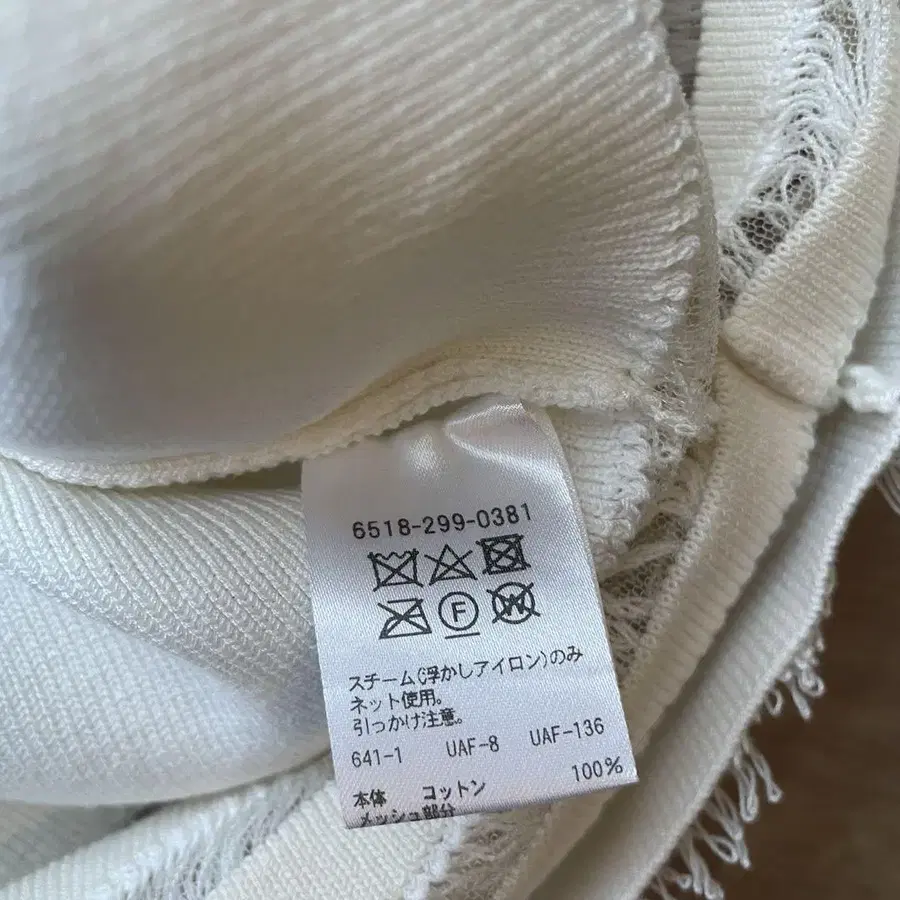 6518-299-0381
F W
スチーム(浮かしアイロン)のみ
ネット使用。
引っかけ注意。
641-1 UAF-8 UAF-136
本体 コットン 100%
メッシュ部分